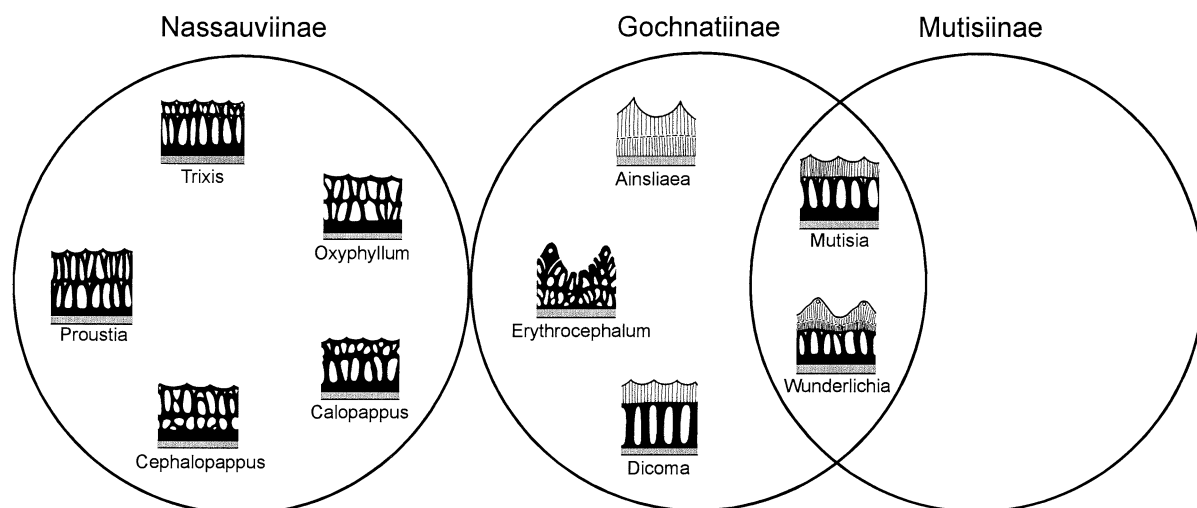 Nassauviinae
Gochnatiinae
Mutisiinae
Trixis
Ainsliaea
Mutisia
Oxyphyllum
Proustia
Erythrocephalum
Wunderlichia
Calopappus
Cephalopappus
Dicoma